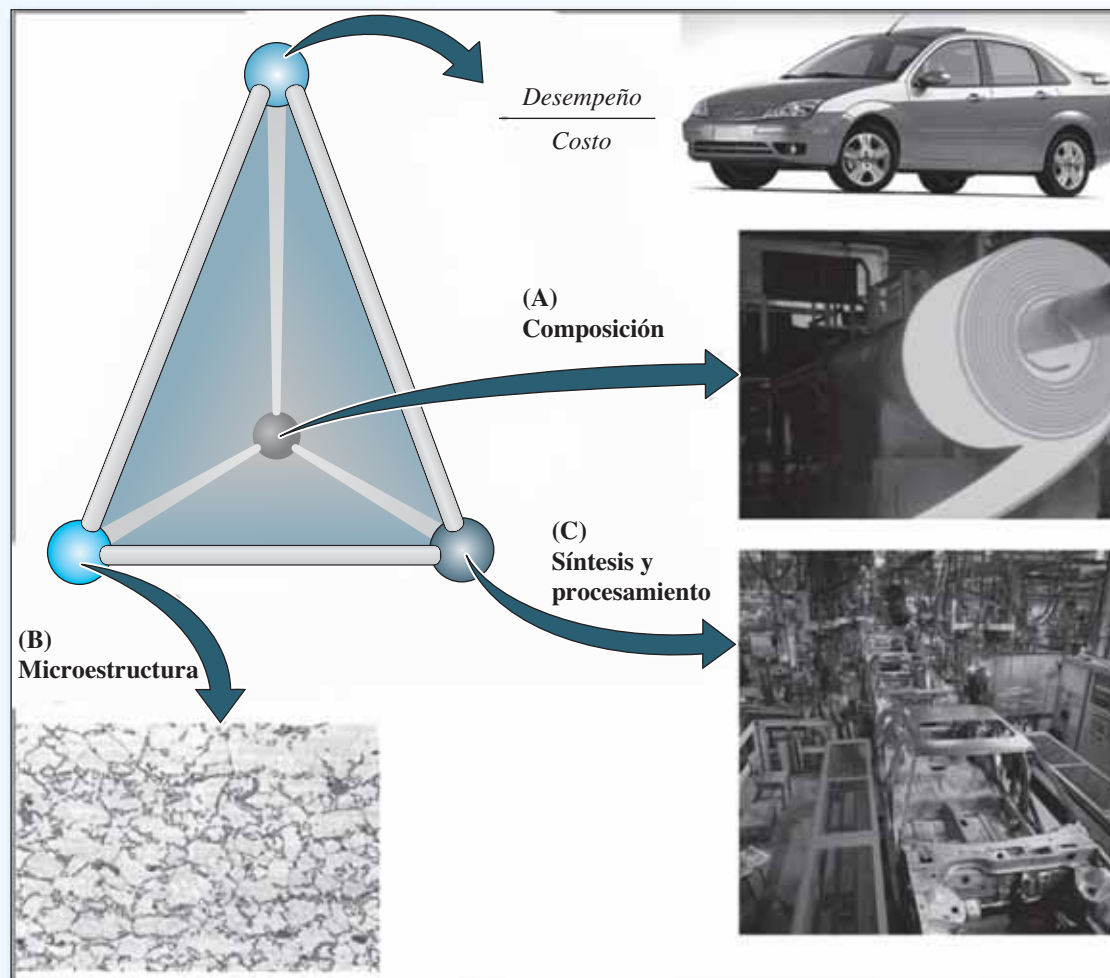 Desempeño
Costo
(A)
Composición
(C)
Síntesis y
procesamiento
(B)
Microestructura